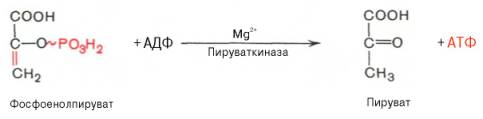 COOH
C—O~PO₃H₂
CH₂
Фосфоенолпируват
+АДФ
Mg²⁺
Пируваткиназа
COOH
C=O
CH₃
Пируват
+АТФ